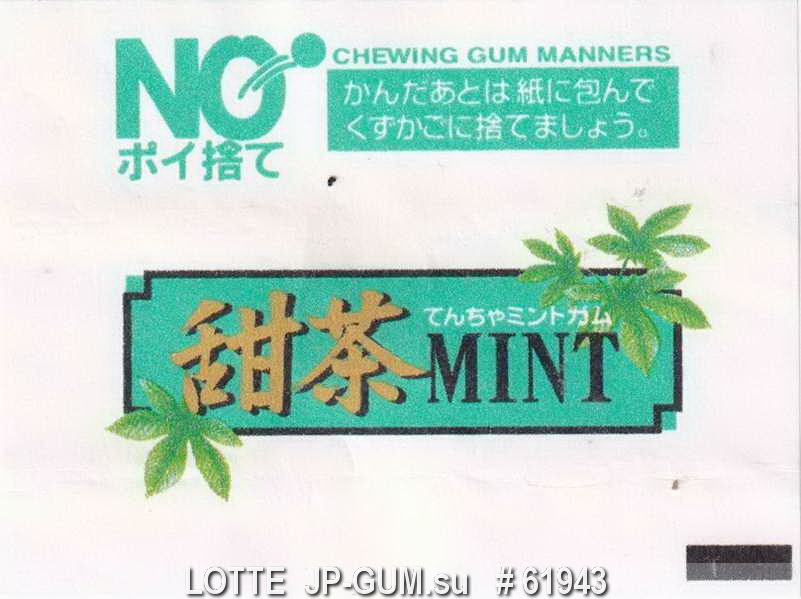 NO
ポイ捨て
CHEWING GUM MANNERS
かんだあとは紙に包んで
くずかごに捨てましょう。
てんちゃミントガム
甜茶MINT
LOTTE JP-GUM.su # 61943